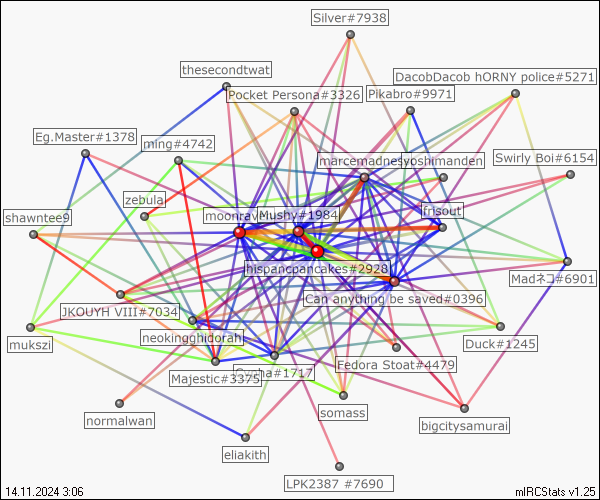 Silver#7938
thesecondtwat
DacobDacob hORNY police#5271
Pocket Persona#3326
Pikabro#9971
Eg.Master#1378
ming#4742
marcemadnesyoshimanden
Swirly Boi#6154
zebula
shawntee9
Mushy#1984
frisout
hispancpancakes#2928
Madネコ#6901
Can anything be saved#0396
JKOUYH VIII#7034
neokingghidorah
mukszi
Duck#1245
Fedora Stoat#4479
Majestic#3375
somass
normalwan
bigcitysamurai
eliakith
LPK2387 #7690
14.11.2024 3:06
mIRCStats v1.25